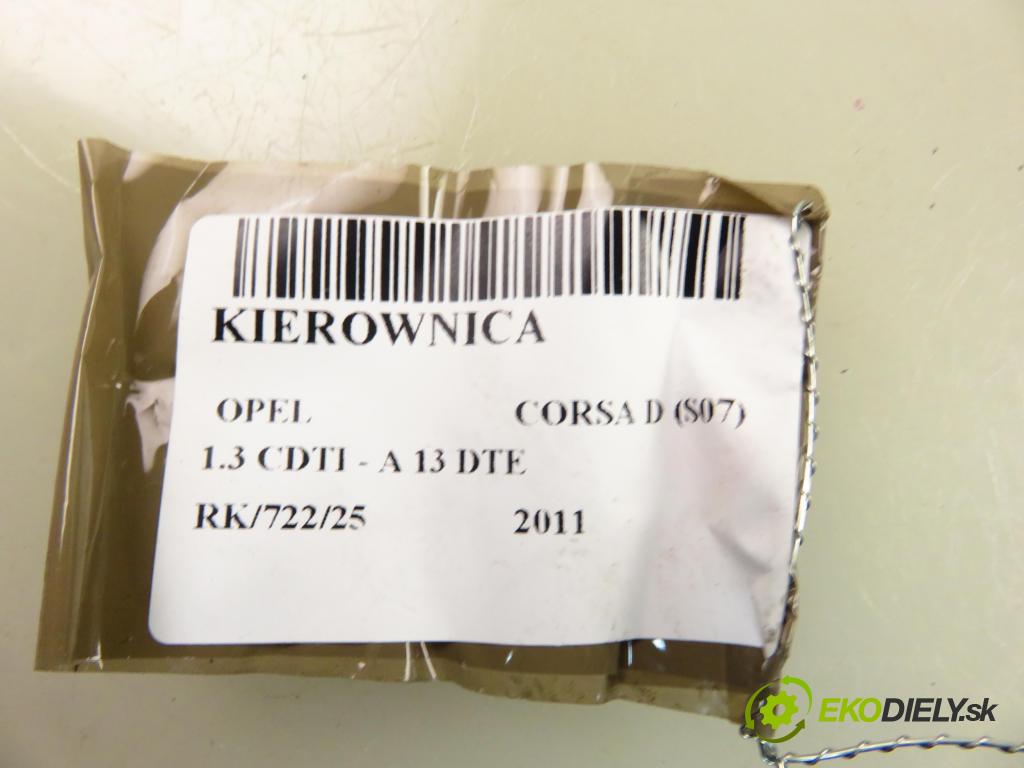 KIEROWNICA
OPEL CORSA D (S07)
1.3 CDTI - A 13 DTE
RK/722/25 2011
EKODIELY.sk